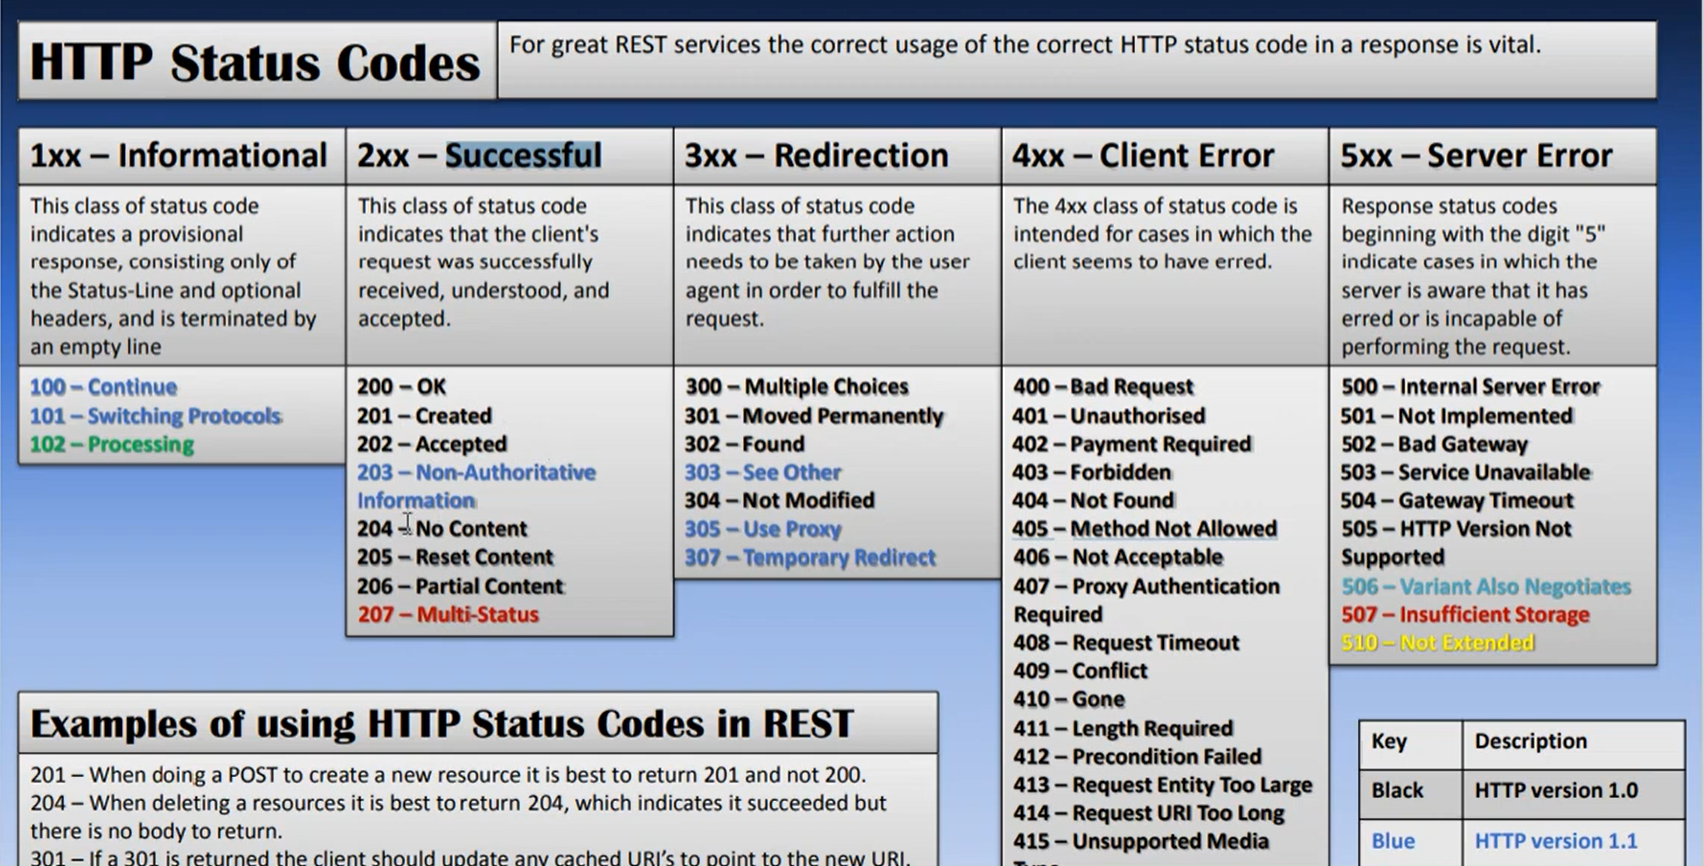 HTTP Status Codes
For great REST services the correct usage of the correct HTTP status code in a response is vital.
1xx – Informational
This class of status code
indicates a provisional
response, consisting only of
the Status-Line and optional
headers, and is terminated by
an empty line
100 – Continue
101 – Switching Protocols
102 – Processing
2xx – Successful
This class of status code
indicates that the client's
request was successfully
received, understood, and
accepted.
200 – OK
201 – Created
202 – Accepted
203 – Non-Authoritative
Information
204 – No Content
205 – Reset Content
206 – Partial Content
207 – Multi-Status
3xx – Redirection
This class of status code
indicates that further action
needs to be taken by the user
agent in order to fulfill the
request.
300 – Multiple Choices
301 – Moved Permanently
302 – Found
303 – See Other
304 – Not Modified
305 – Use Proxy
307 – Temporary Redirect
4xx – Client Error
The 4xx class of status code is
intended for cases in which the
client seems to have erred.
400 – Bad Request
401 – Unauthorised
402 – Payment Required
403 – Forbidden
404 – Not Found
405 – Method Not Allowed
406 – Not Acceptable
407 – Proxy Authentication
Required
408 – Request Timeout
409 – Conflict
410 – Gone
411 – Length Required
412 – Precondition Failed
413 – Request Entity Too Large
414 – Request URI Too Long
415 – Unsupported Media
5xx – Server Error
Response status codes
beginning with the digit "5"
indicate cases in which the
server is aware that it has
erred or is incapable of
performing the request.
500 – Internal Server Error
501 – Not Implemented
502 – Bad Gateway
503 – Service Unavailable
504 – Gateway Timeout
505 – HTTP Version Not
Supported
506 – Variant Also Negotiates
507 – Insufficient Storage
510 – Not Extended
Examples of using HTTP Status Codes in REST
201 – When doing a POST to create a new resource it is best to return 201 and not 200.
204 – When deleting a resources it is best to return 204, which indicates it succeeded but
there is no body to return.
301 – If a 301 is returned the client should update any cached URI's to point to the new URI.
Key Description
Black HTTP version 1.0
Blue HTTP version 1.1